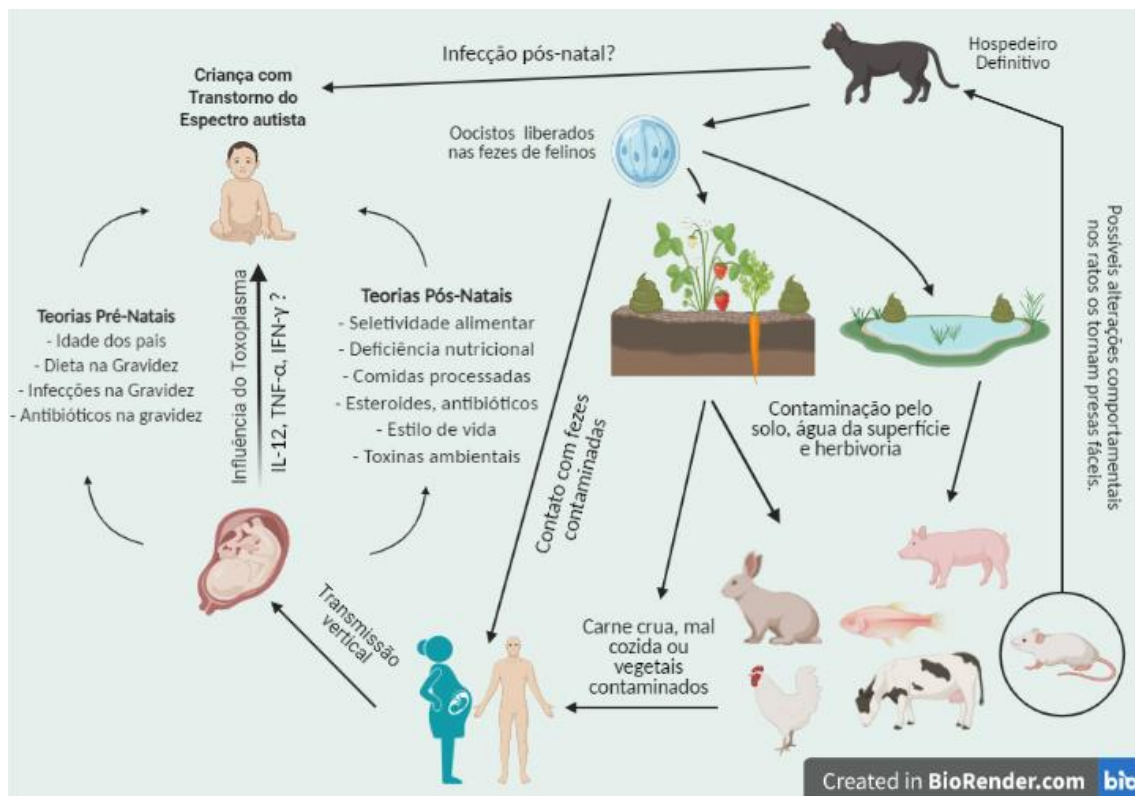 Infecção pós-natal?
Hospedeiro
Definitivo
Criança com
Transtorno do
Espectro autista
Oocistos liberados
nas fezes de felinos
Possíveis alterações comportamentais
nos ratos os tornam presas fáceis.
Teorias Pré-Natais
- Idade dos pais
- Dieta na Gravidez
- Infecções na Gravidez
- Antibióticos na gravidez
Influência do Toxoplasma
IL-12, TNF-α, IFN-γ ?
Teorias Pós-Natais
- Seletividade alimentar
- Deficiência nutricional
- Comidas processadas
- Esteroides, antibióticos
- Estilo de vida
- Toxinas ambientais
Contato com fezes
contaminadas
Contaminação pelo
solo, água da superfície
e herbivoria
Transmissão
vertical
Carne crua, mal
cozida ou
vegetais
contaminados
Created in BioRender.com
bio